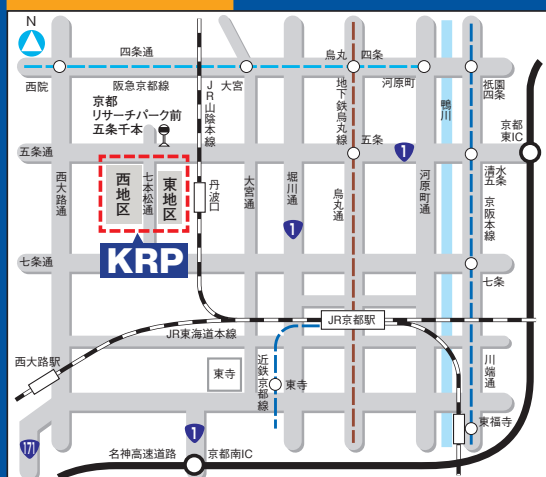 N
四条通
烏丸
四条
西院
阪急京都線
大宮
河原町
祇園
四条
京都
リサーチパーク前
五条千本
JR山陰本線
地下鉄烏丸線
鴨川
京都
東IC
五条通
五条
1
清水
五条
西大路通
西地区
七本松通
東地区
丹波口
大宮通
堀川通
1
烏丸通
河原町通
京阪本線
KRP
七条通
七条
JR京都駅
JR東海道本線
西大路駅
東寺
近鉄京都線
東寺
川端通
東福寺
171
1
名神高速道路
京都南IC